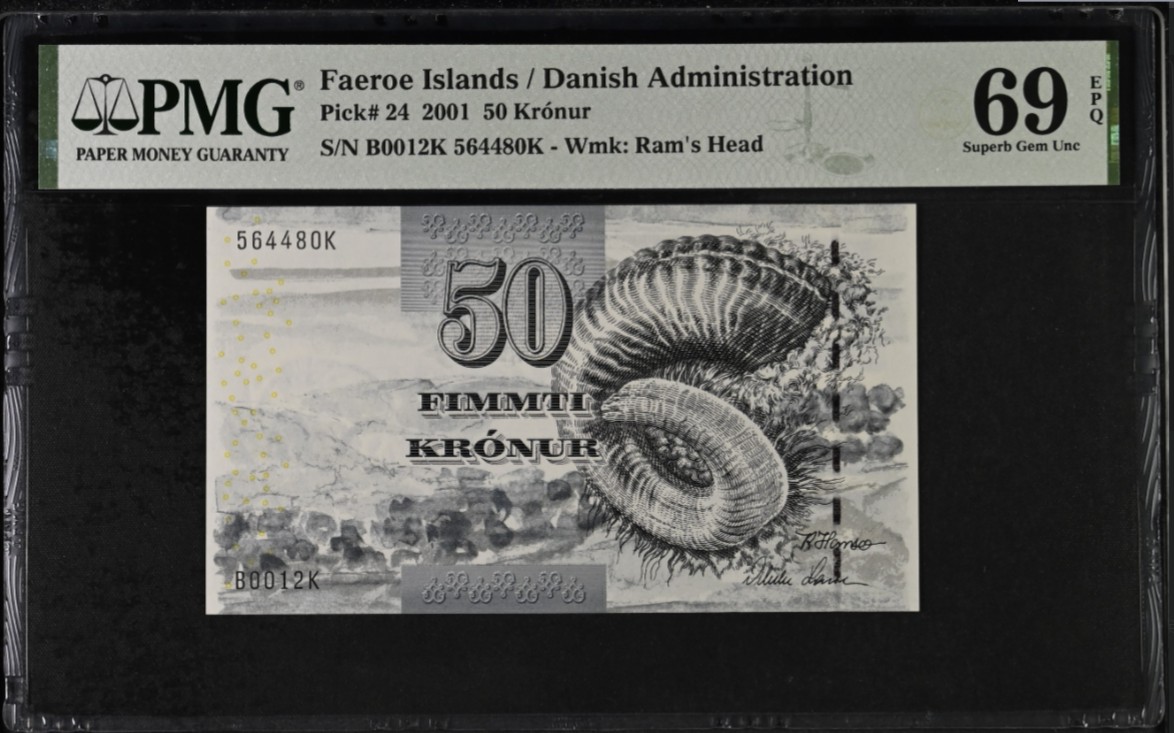 PMG®
PAPER MONEY GUARANTY
Faeroe Islands / Danish Administration
Pick# 24 2001 50 Krónur
S/N B0012K 564480K - Wmk: Ram's Head
69
EPQ
Superb Gem Unc
564480K
50
FIMMTI
KRÓNUR
B0012K